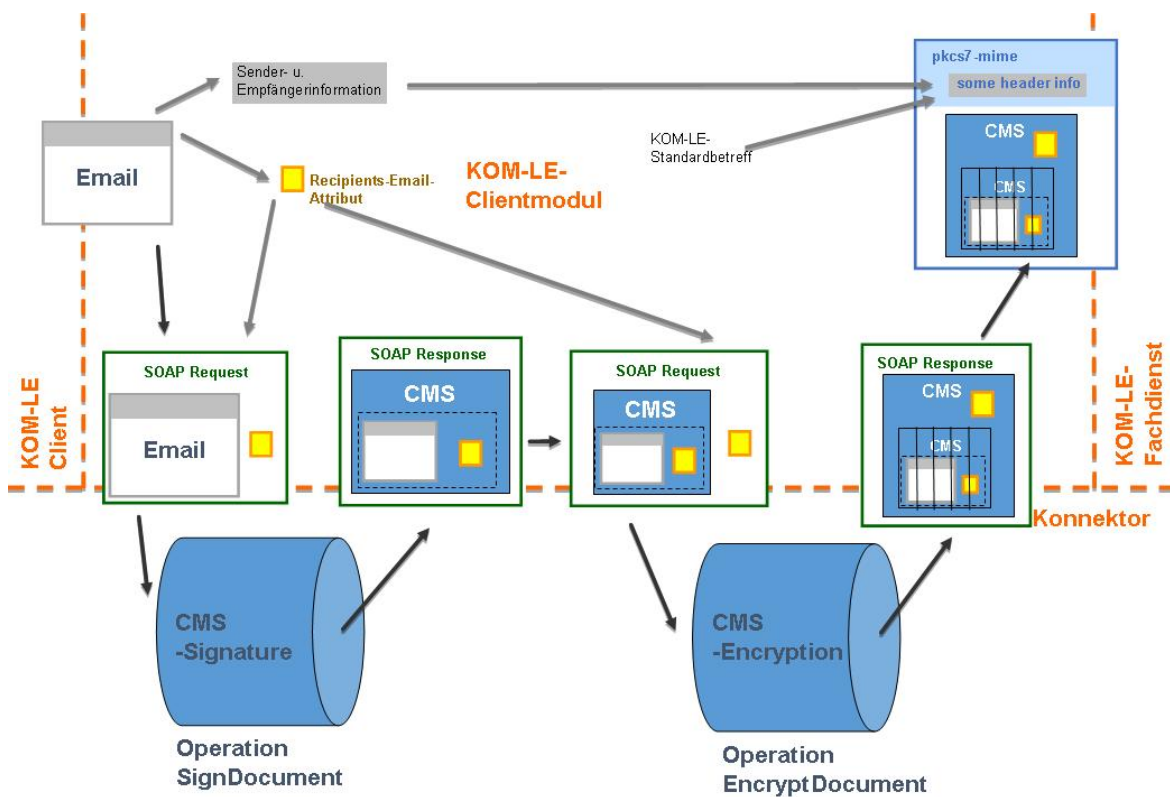 pkcs7-mime
Sender- u.
Empfängerinformation
some header info
CMS
KOM-LE-
Standardbetreff
Email
KOM-LE-
Clientmodul
Recipients-Email-
Attribut
CMS
SOAP Request
SOAP Response
SOAP Request
SOAP Response
CMS
CMS
CMS
Email
CMS
KOM-LE
Client
KOM-LE-
Fachdienst
Konnektor
CMS
-Signature
CMS
-Encryption
Operation
SignDocument
Operation
EncryptDocument